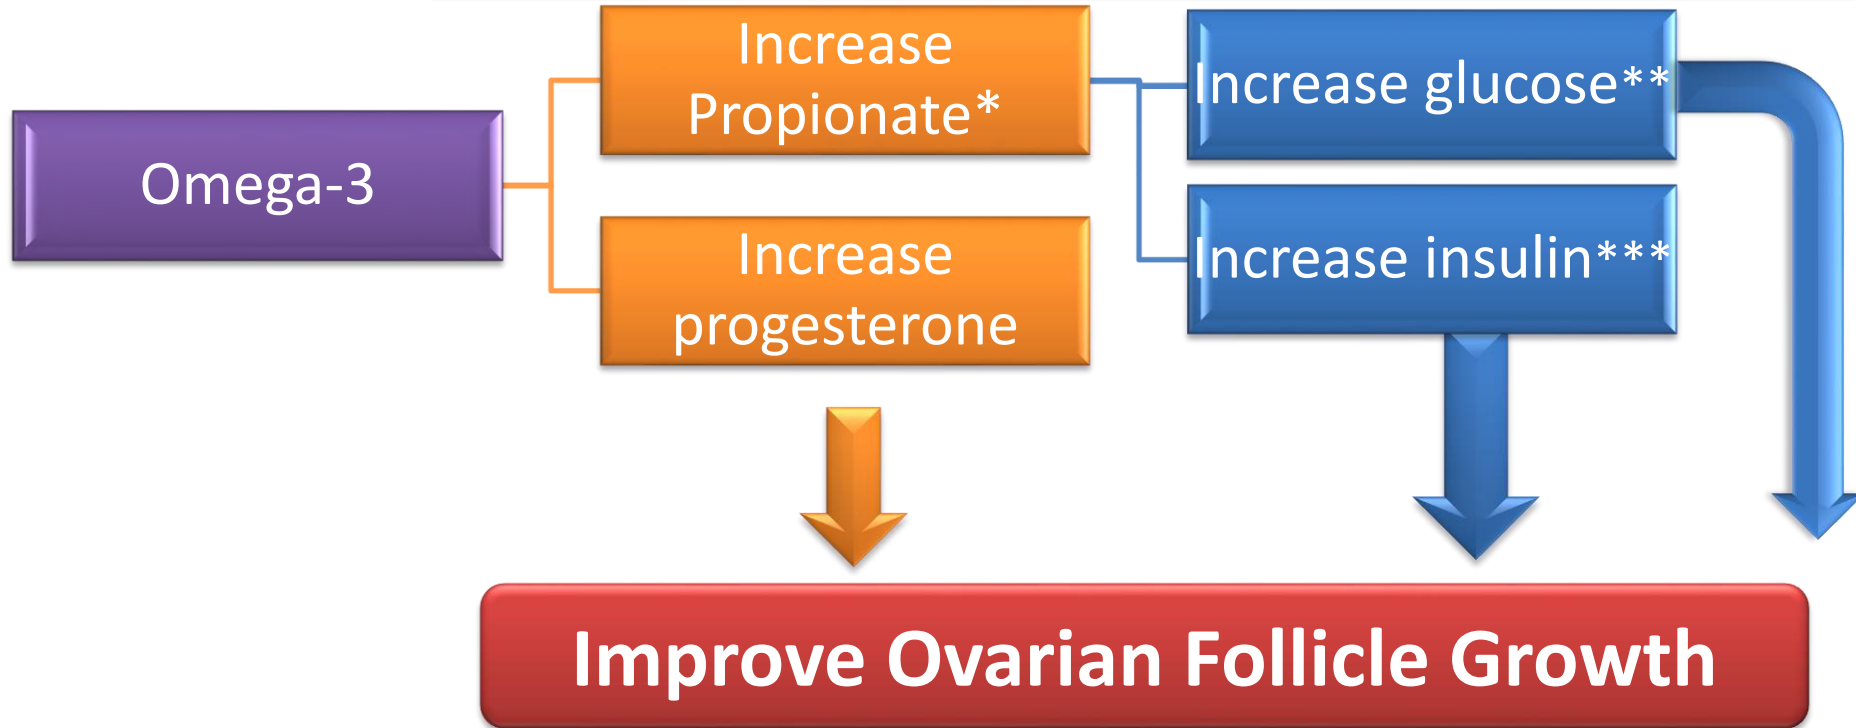 Omega-3
Increase
Propionate*
Increase
progesterone
Increase glucose**
Increase insulin***
Improve Ovarian Follicle Growth